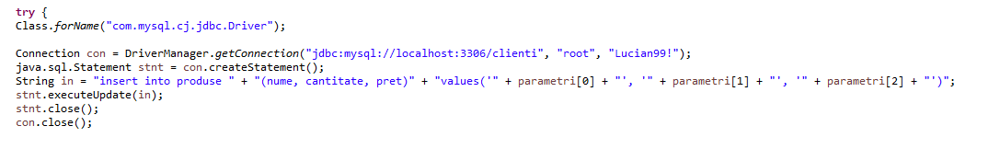 try {
Class.forName("com.mysql.cj.jdbc.Driver");
Connection con = DriverManager.getConnection("jdbc:mysql://localhost:3306/clienti", "root", "Lucian99!");
java.sql.Statement stnt = con.createStatement();
String in = "insert into produse " + "(nume, cantitate, pret)" + "values('" + parametri[0] + "', '" + parametri[1] + "', '" + parametri[2] + "')";
stnt.executeUpdate(in);
stnt.close();
con.close();